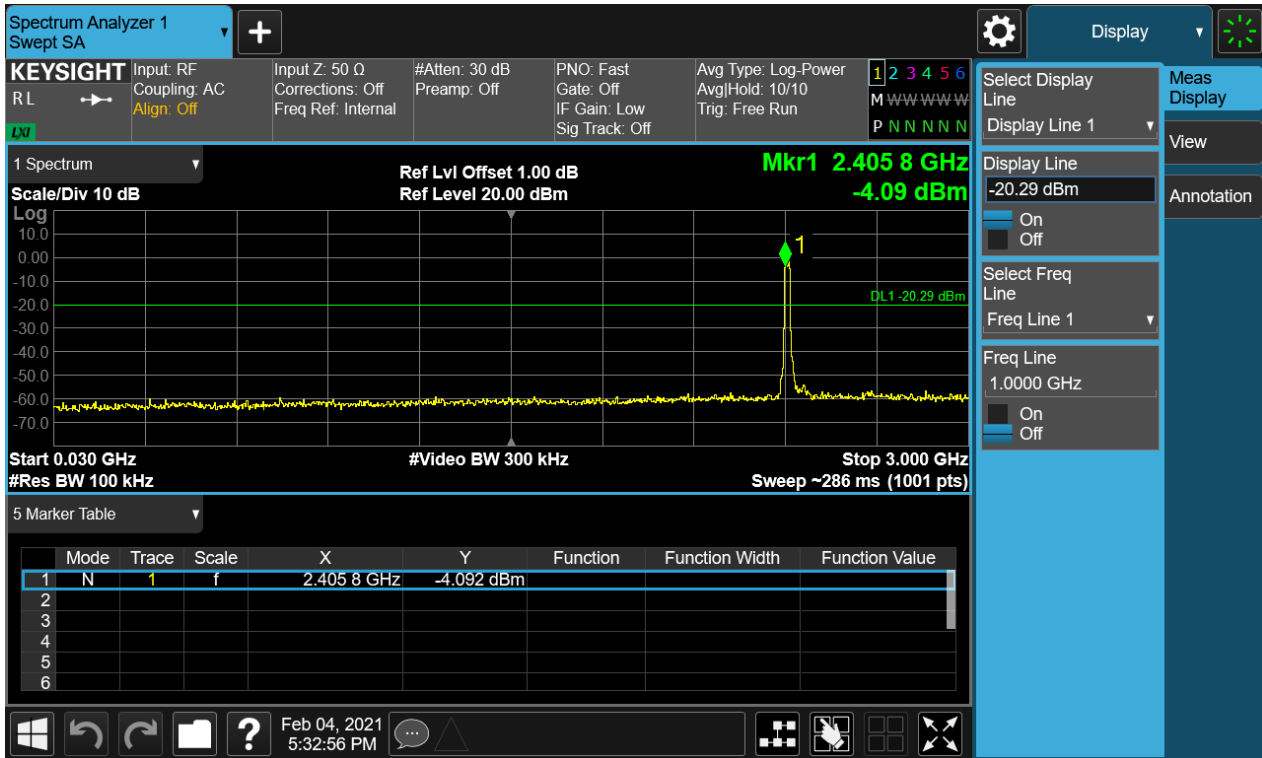 Spectrum Analyzer 1
Swept SA
+
Display
KEYSIGHT
R L
LXI
Input: RF
Coupling: AC
Align: Off
Input Z: 50 Ω
Corrections: Off
Freq Ref: Internal
#Atten: 30 dB
Preamp: Off
PNO: Fast
Gate: Off
IF Gain: Low
Sig Track: Off
Avg Type: Log-Power
Avg|Hold: 10/10
Trig: Free Run
1 2 3 4 5 6
M W W W W W W
P N N N N N N
1 Spectrum
Scale/Div 10 dB
Ref Lvl Offset 1.00 dB
Ref Level 20.00 dBm
Mkr1 2.405 8 GHz
-4.09 dBm
Log
10.0
0.00
-10.0
-20.0
-30.0
-40.0
-50.0
-60.0
-70.0
1
DL1 -20.29 dBm
Start 0.030 GHz
#Video BW 300 kHz
Stop 3.000 GHz
#Res BW 100 kHz
Sweep ~286 ms (1001 pts)
5 Marker Table
Mode Trace Scale X Y Function Function Width Function Value
1 N 1 f 2.405 8 GHz -4.092 dBm
2
3
4
5
6
?
Feb 04, 2021
5:32:56 PM
Select Display
Line
Display Line 1
Display Line
-20.29 dBm
On
Off
Select Freq
Line
Freq Line 1
Freq Line
1.0000 GHz
On
Off
Meas
Display
View
Annotation